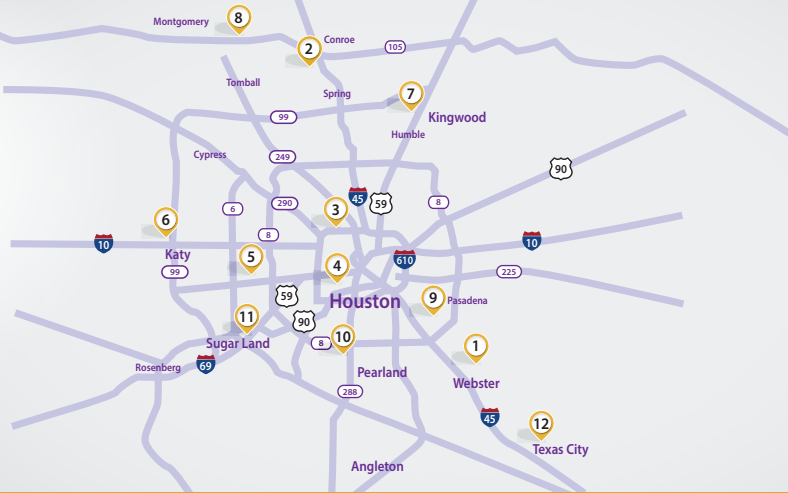 8
Montgomery
2
Conroe
105
Tomball
Spring
7
99
Kingwood
Humble
Cypress
249
90
45
59
6
290
3
8
6
8
10
Katy
5
4
610
10
99
225
59
Houston
9
Pasadena
11
90
Sugar Land
8
10
1
Rosenberg
69
Pearland
Webster
288
45
12
Texas City
Angleton